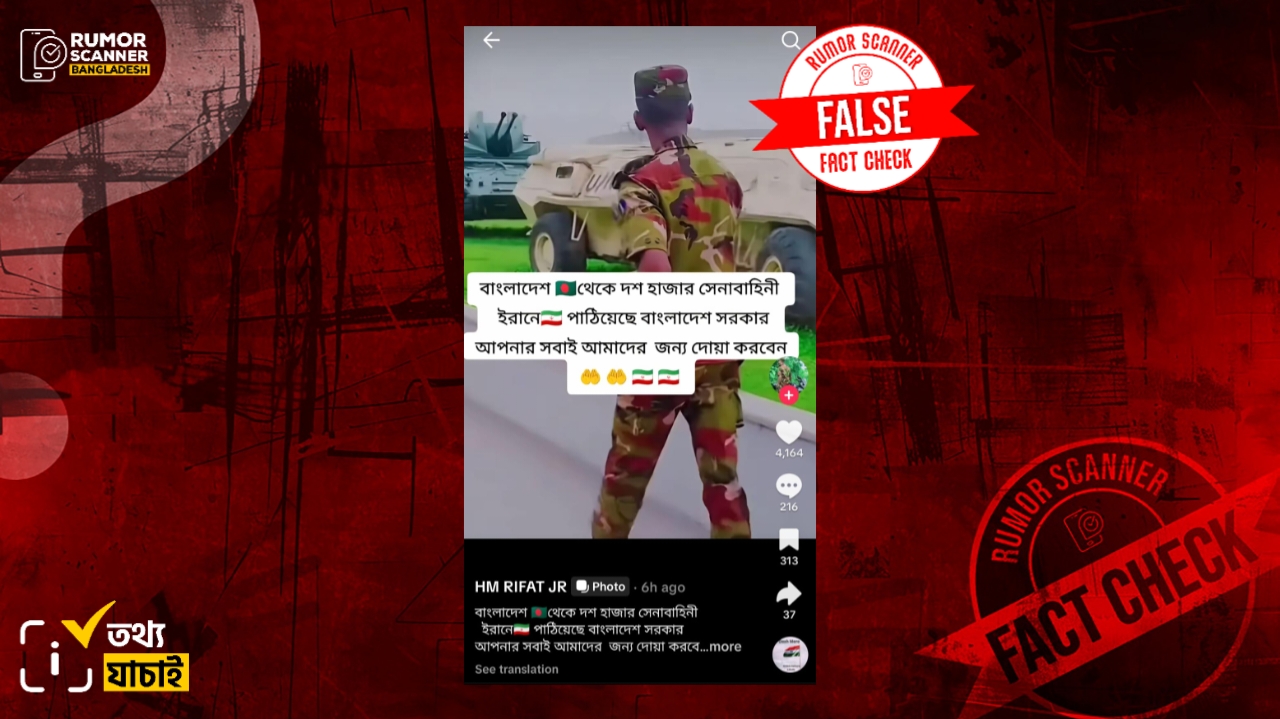 RUMOR
SCANNER
BANGLADESH
RUMOR SCANNER
FALSE
FACT CHECK
UN
বাংলাদেশ 🇧🇩থেকে দশ হাজার সেনাবাহিনী
ইরানে🇮🇷 পাঠিয়েছে বাংলাদেশ সরকার
আপনার সবাই আমাদের জন্য দোয়া করবেন
🤲 🤲 🇮🇷 🇮🇷
4,164
216
313
37
HM RIFAT JR Photo · 6h ago
বাংলাদেশ 🇧🇩থেকে দশ হাজার সেনাবাহিনী
ইরানে🇮🇷 পাঠিয়েছে বাংলাদেশ সরকার
আপনার সবাই আমাদের জন্য দোয়া করবে...more
See translation
তথ্য
যাচাই
RUMOR SCANNER
FACT CHECK